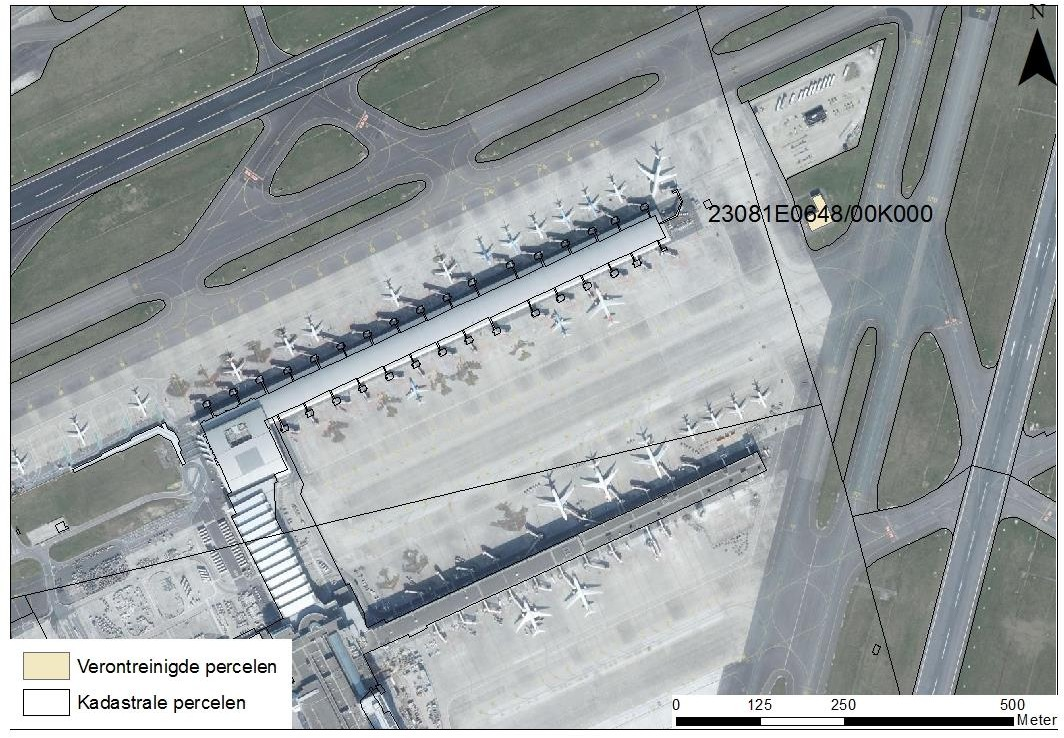 N
23081E0648/00K000
Verontreinigde percelen
Kadastrale percelen
0 125 250 500
Meter